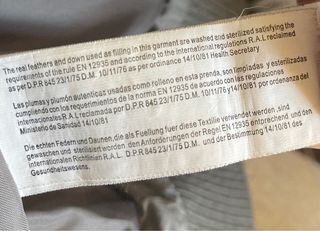 The real feathers and down used as filling in this garment are washed and sterilized satisfying the
requirements of the rule EN 12935 and according to the International regulations R.A.L reclaimed
as per D.P.R 845 23/1/75 D.M. 10/11/76 as per ordinance 14/10/81 Health Secretary
Las plumas y plumón autenticas usadas como rolleno en esta prenda, son limpiadas y esterilizadas
cumpliendo con los requerimientos de la norma EN 12935 de acuerdo con las regulaciones
internacionales R.A.L reclamada por D.P.R 845 23/1/75 D.M. 10/11/76 y 14/10/81 por ordenanza del
Ministerio de Sanidad 14/10/81
Die echten Federn und Daunen, die als Fuellung fuer diese Textilie verwendet werden, sind
gewaschen und sterilisiert worden den Anforderungen der Regel EN 12935 entsprechend, und den
internationalen Richtlinien R.A.L. D.P.R 845 23/1/75 D.M. und der Bestimmung 14/10/81 des
Gesundheitswesens.